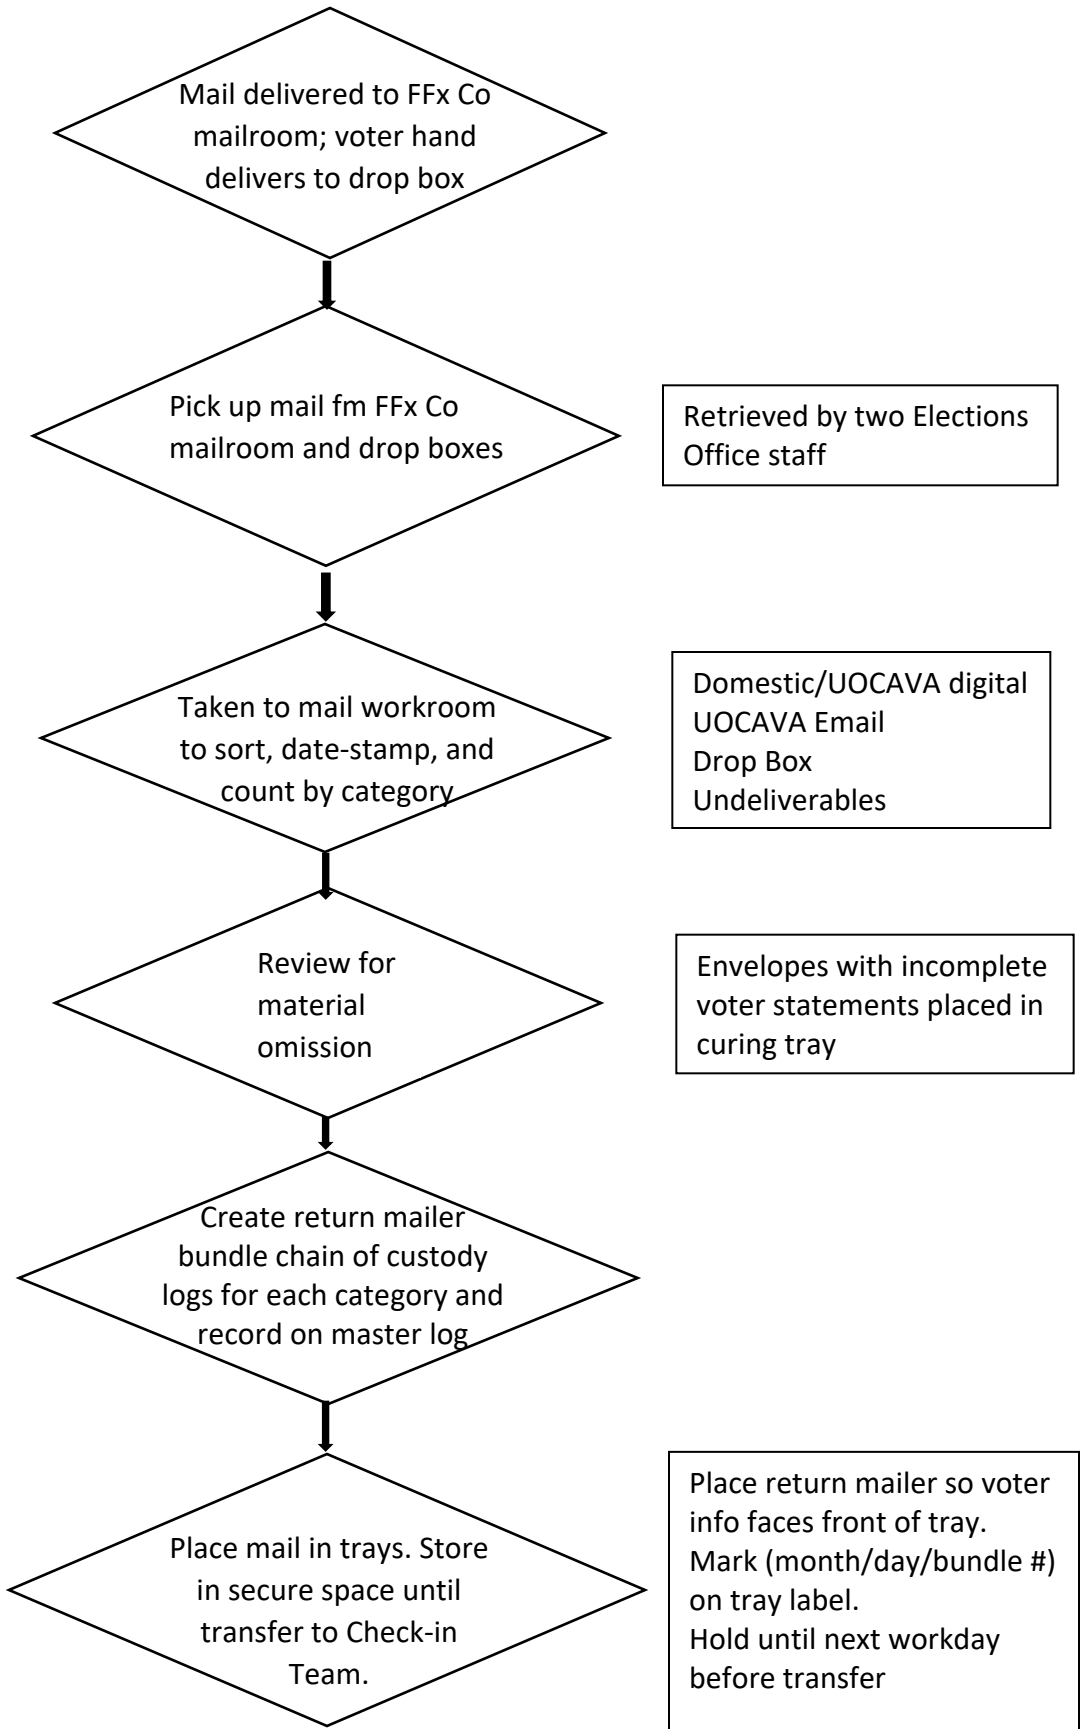 Mail delivered to FFx Co
mailroom; voter hand
delivers to drop box
Pick up mail fm FFx Co
mailroom and drop boxes
Retrieved by two Elections
Office staff
Taken to mail workroom
to sort, date-stamp, and
count by category
Domestic/UOCAVA digital
UOCAVA Email
Drop Box
Undeliverables
Review for
material
omission
Envelopes with incomplete
voter statements placed in
curing tray
Create return mailer
bundle chain of custody
logs for each category and
record on master log
Place mail in trays. Store
in secure space until
transfer to Check-in
Team.
Place return mailer so voter
info faces front of tray.
Mark (month/day/bundle #)
on tray label.
Hold until next workday
before transfer